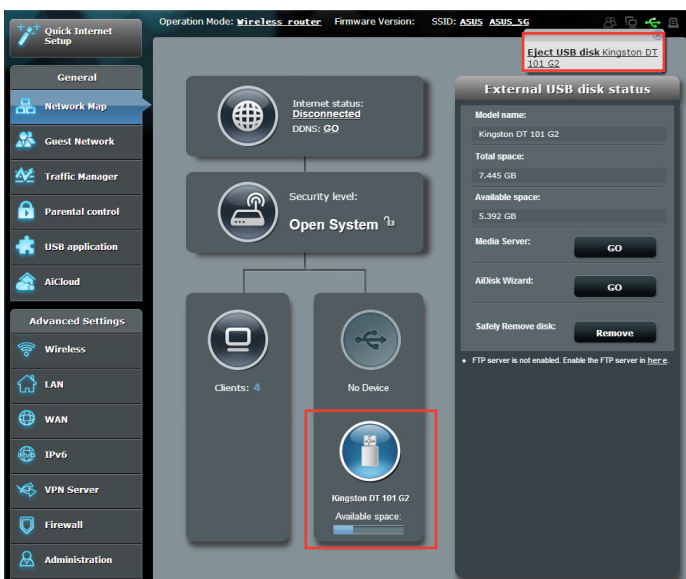 Quick Internet
Setup
Operation Mode: Wireless router Firmware Version: SSID: ASUS ASUS_5G
Eject USB disk Kingston DT
101 G2
General
Network Map
Guest Network
Traffic Manager
Parental control
USB application
AiCloud
Advanced Settings
Wireless
LAN
WAN
IPv6
VPN Server
Firewall
Administration
Internet status:
Disconnected
DDNS: GO
Security level:
Open System
Clients: 4
No Device
Kingston DT 101 G2
Available space:
External USB disk status
Model name:
Kingston DT 101 G2
Total space:
7.445 GB
Available space:
5.392 GB
Media Server: GO
AiDisk Wizard: GO
Safely Remove disk: Remove
• FTP server is not enabled. Enable the FTP server in here.